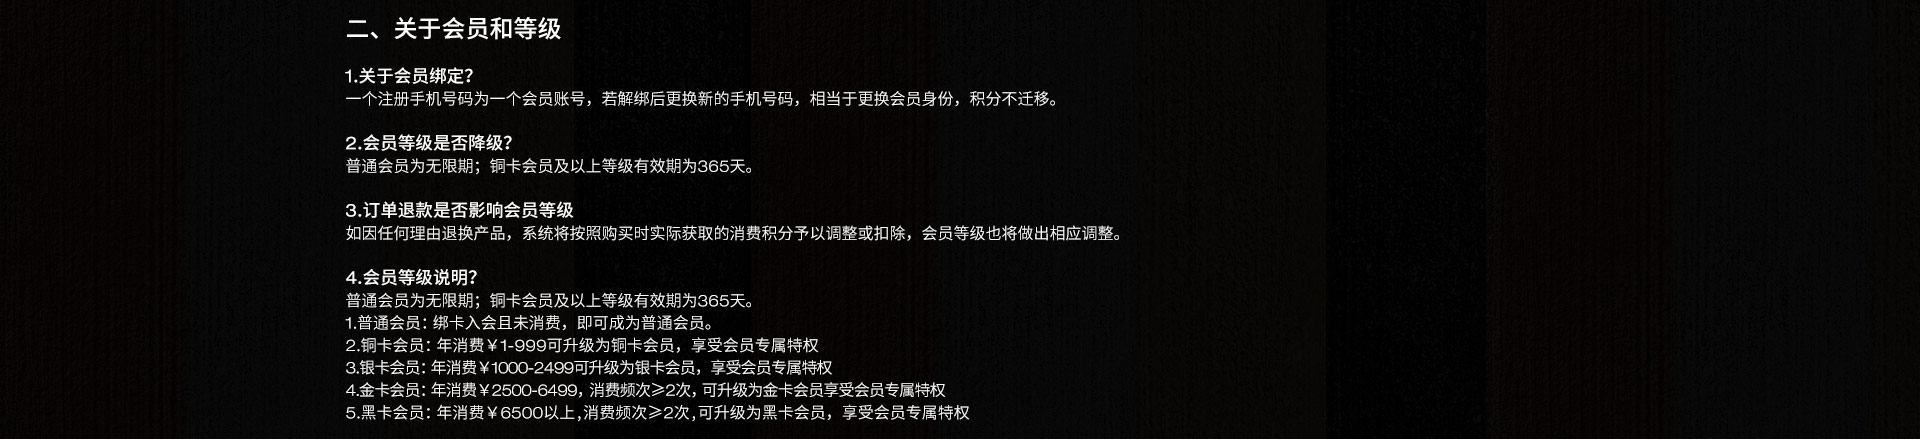 二、关于会员和等级
1.关于会员绑定？
一个注册手机号码为一个会员账号，若解绑后更换新的手机号码，相当于更换会员身份，积分不迁移。
2.会员等级是否降级？
普通会员为无限期；铜卡会员及以上等级有效期为365天。
3.订单退款是否影响会员等级
如因任何理由退换产品，系统将按照购买时实际获取的消费积分予以调整或扣除，会员等级也将做出相应调整。
4.会员等级说明？
普通会员为无限期；铜卡会员及以上等级有效期为365天。
1.普通会员：绑卡入会且未消费，即可成为普通会员。
2.铜卡会员：年消费￥1-999可升级为铜卡会员，享受会员专属特权
3.银卡会员：年消费￥1000-2499可升级为银卡会员，享受会员专属特权
4.金卡会员：年消费￥2500-6499，消费频次≥2次，可升级为金卡会员享受会员专属特权
5.黑卡会员：年消费￥6500以上,消费频次≥2次,可升级为黑卡会员，享受会员专属特权